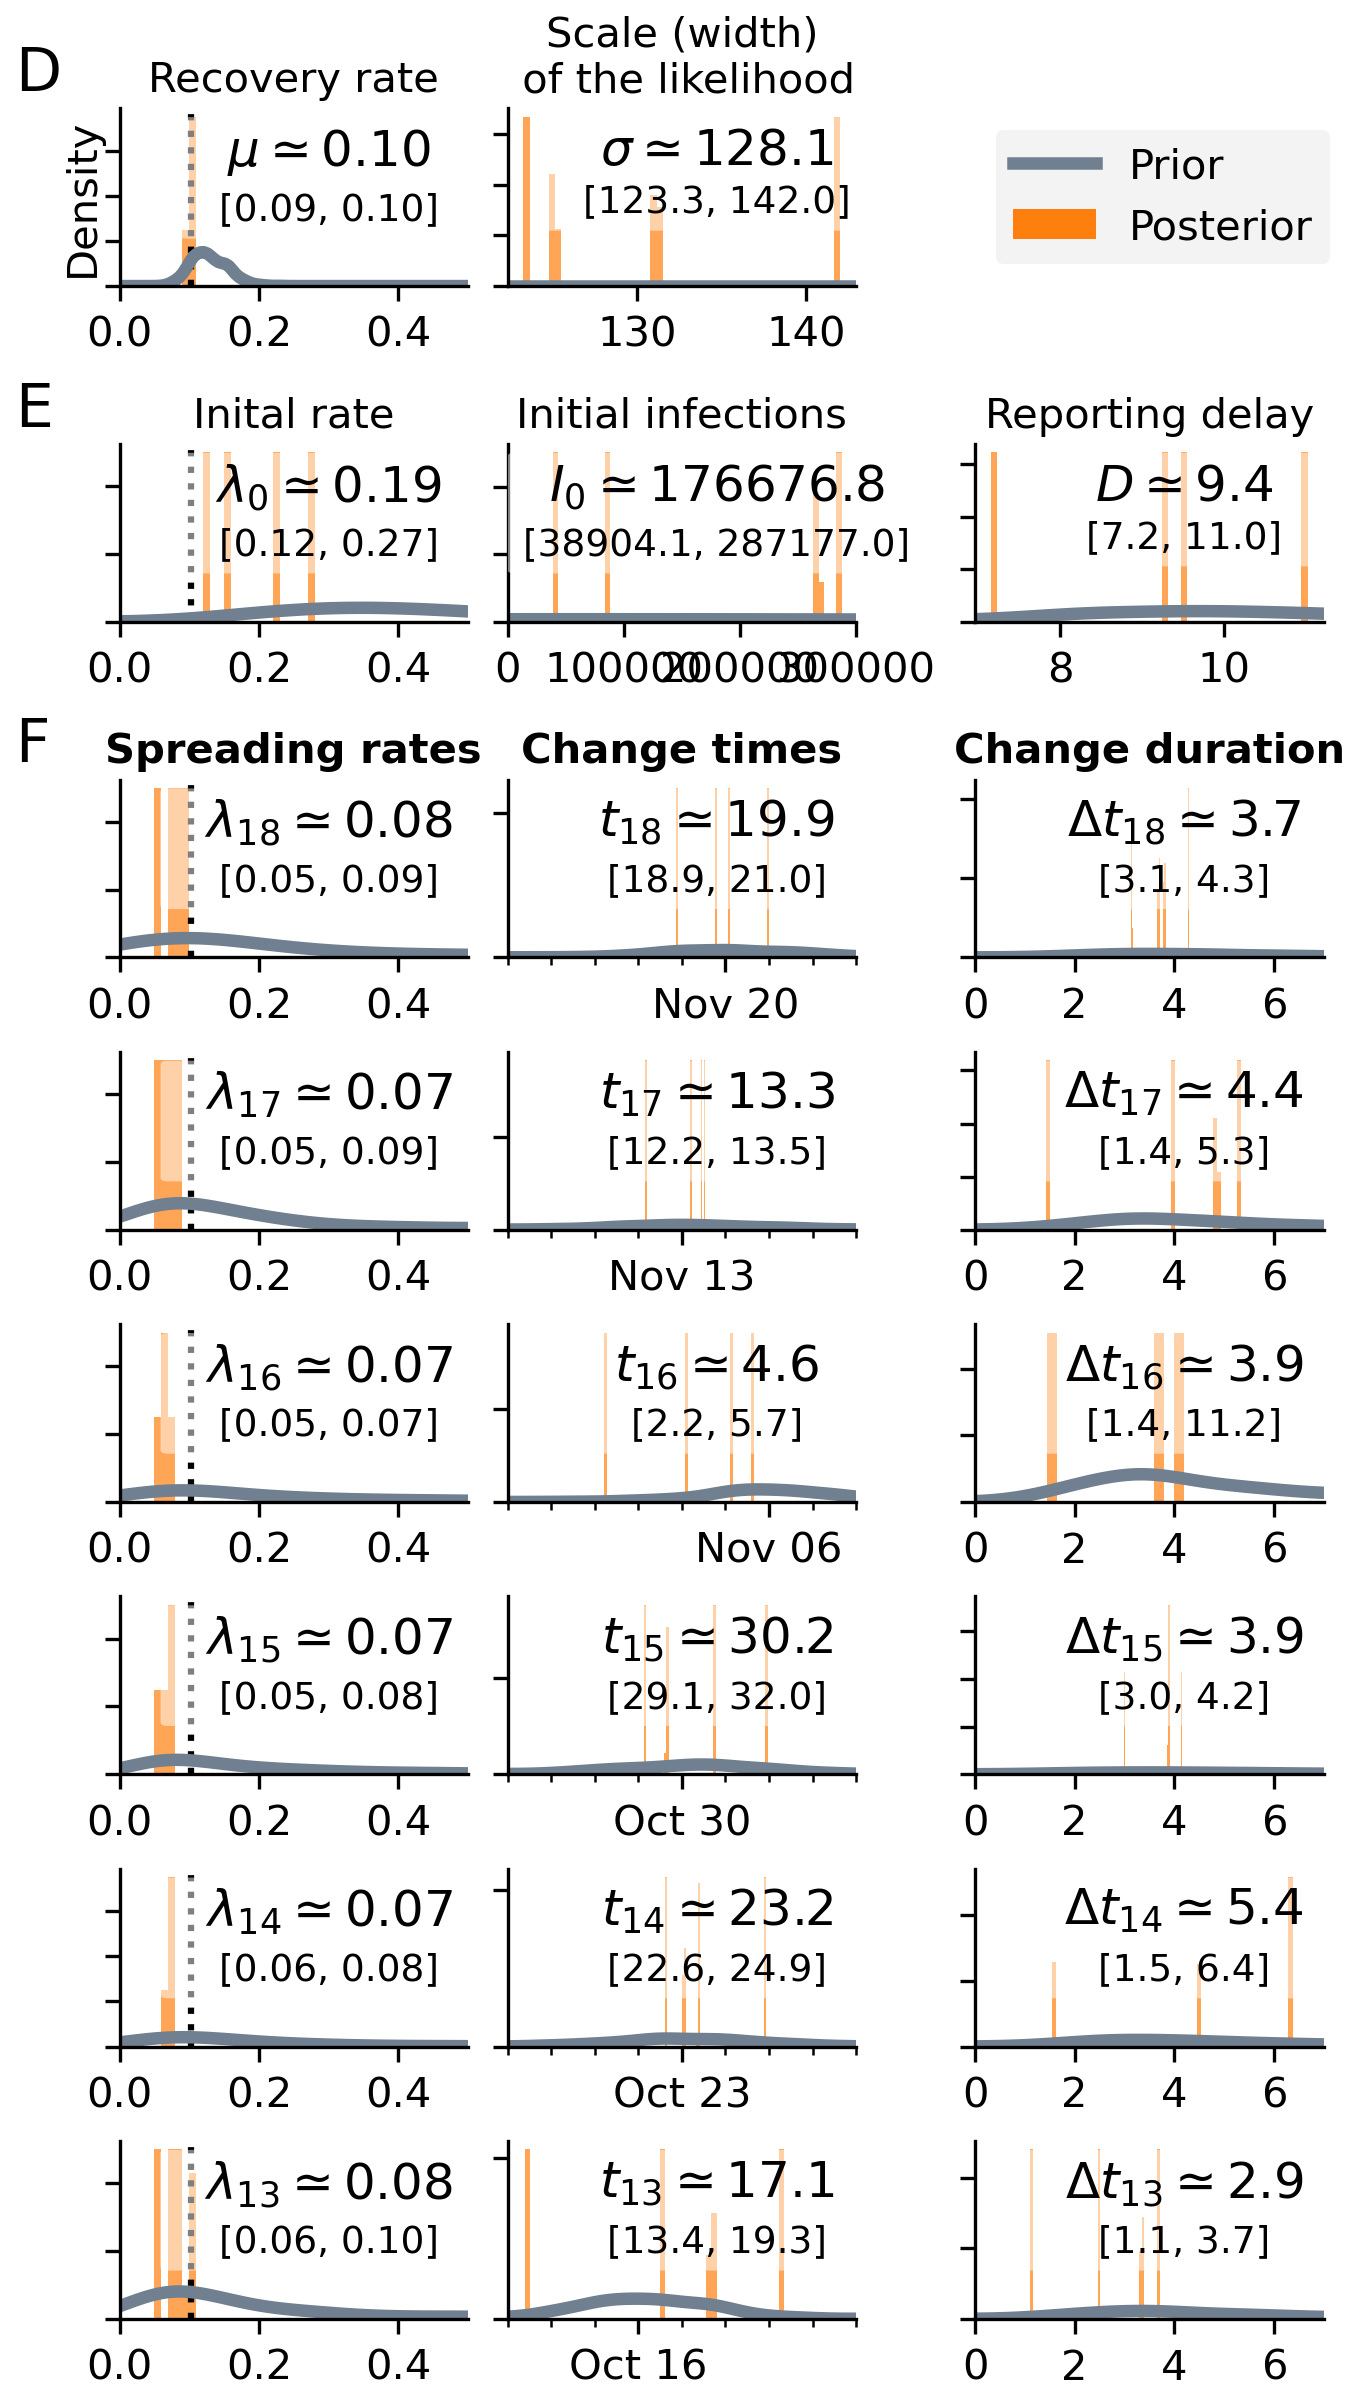 D
Recovery rate
Scale (width)
of the likelihood
Density
μ ≃ 0.10
[0.09, 0.10]
σ ≃ 128.1
[123.3, 142.0]
Prior
Posterior
0.0 0.2 0.4
130 140
E
Inital rate
Initial infections
Reporting delay
λ0 ≃ 0.19
[0.12, 0.27]
I0 ≃ 176676.8
[38904.1, 287177.0]
D ≃ 9.4
[7.2, 11.0]
0.0 0.2 0.4
0 100000 200000 300000
8 10
F
Spreading rates
Change times
Change duration
λ18 ≃ 0.08
[0.05, 0.09]
t18 ≃ 19.9
[18.9, 21.0]
Δt18 ≃ 3.7
[3.1, 4.3]
0.0 0.2 0.4
Nov 20
0 2 4 6
λ17 ≃ 0.07
[0.05, 0.09]
t17 ≃ 13.3
[12.2, 13.5]
Δt17 ≃ 4.4
[1.4, 5.3]
0.0 0.2 0.4
Nov 13
0 2 4 6
λ16 ≃ 0.07
[0.05, 0.07]
t16 ≃ 4.6
[2.2, 5.7]
Δt16 ≃ 3.9
[1.4, 11.2]
0.0 0.2 0.4
Nov 06
0 2 4 6
λ15 ≃ 0.07
[0.05, 0.08]
t15 ≃ 30.2
[29.1, 32.0]
Δt15 ≃ 3.9
[3.0, 4.2]
0.0 0.2 0.4
Oct 30
0 2 4 6
λ14 ≃ 0.07
[0.06, 0.08]
t14 ≃ 23.2
[22.6, 24.9]
Δt14 ≃ 5.4
[1.5, 6.4]
0.0 0.2 0.4
Oct 23
0 2 4 6
λ13 ≃ 0.08
[0.06, 0.10]
t13 ≃ 17.1
[13.4, 19.3]
Δt13 ≃ 2.9
[1.1, 3.7]
0.0 0.2 0.4
Oct 16
0 2 4 6